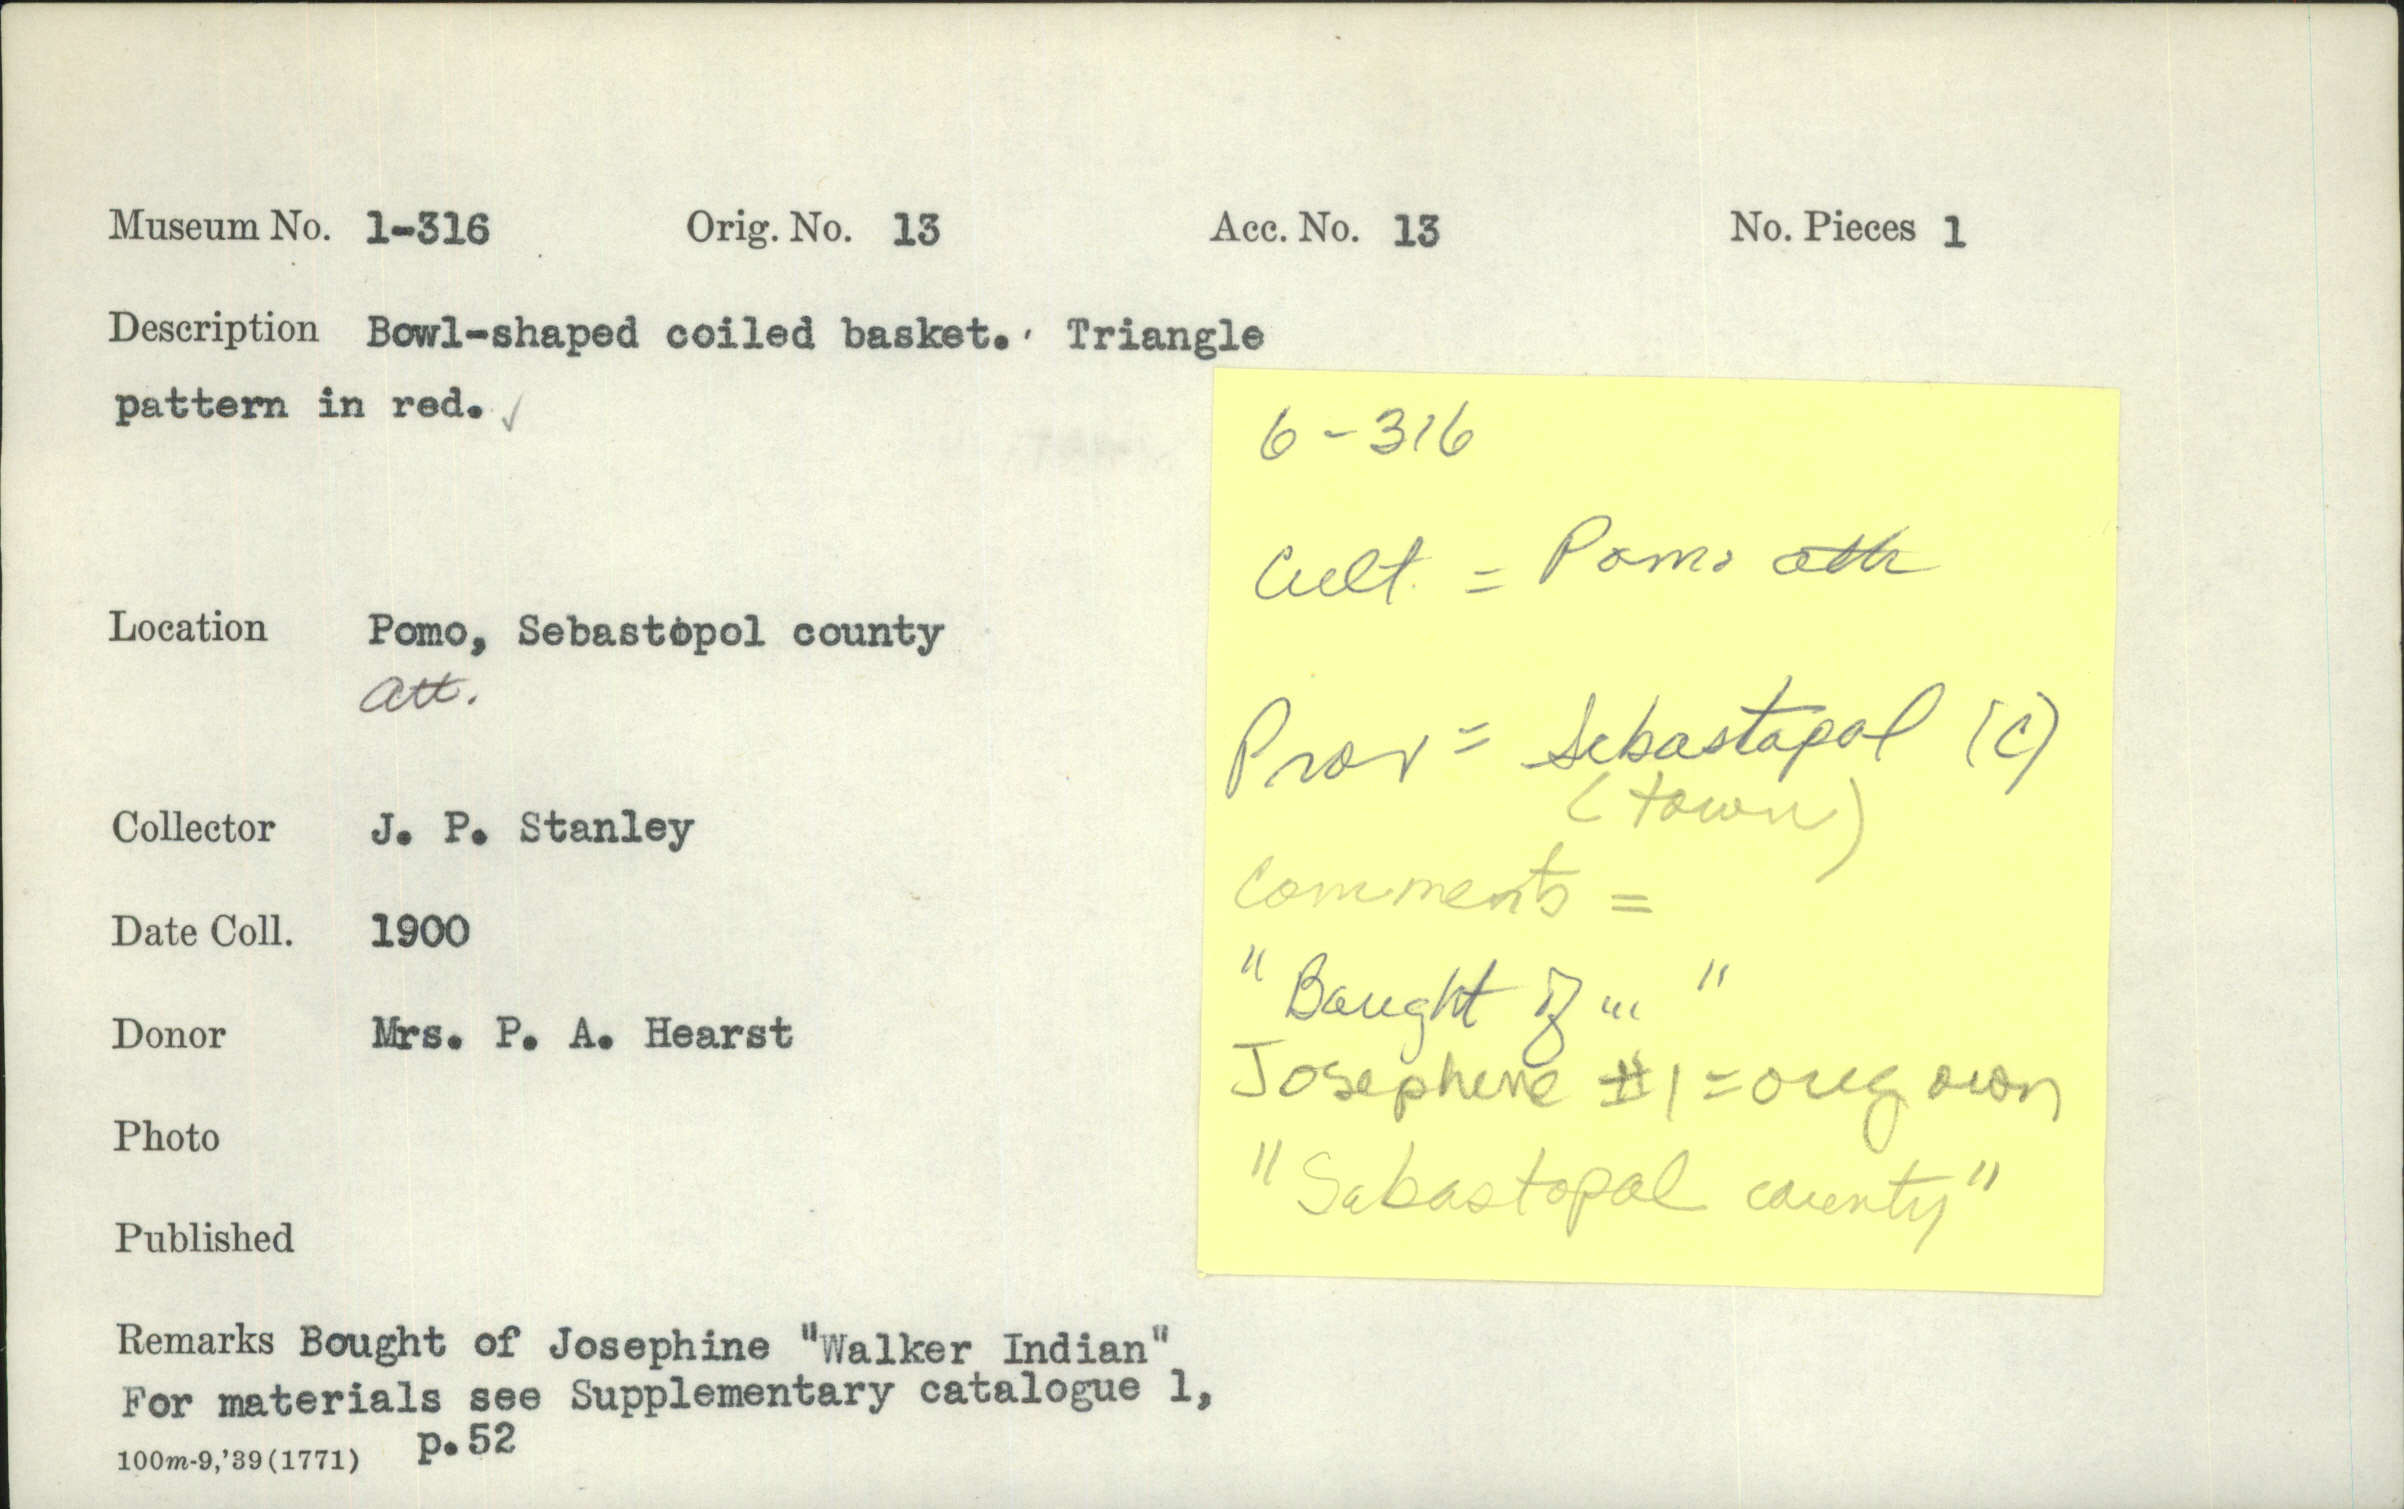 Museum No. 1-316 Orig. No. 13 Acc. No. 13 No. Pieces 1
Description Bowl-shaped coiled basket. Triangle
pattern in red. ✓
Location Pomo, Sebastopol county
att.
Collector J. P. Stanley
Date Coll. 1900
Donor Mrs. P. A. Hearst
Photo
Published
Remarks Bought of Josephine "Walker Indian"
For materials see Supplementary catalogue 1,
p.52
100m-9,'39(1771)
6-316
Cult. = Pomo att
Prov = Sebastopol (C)
(town)
Comments =
"Bought of ... "
Josephine #1 = orig own
"Sebastopol county"